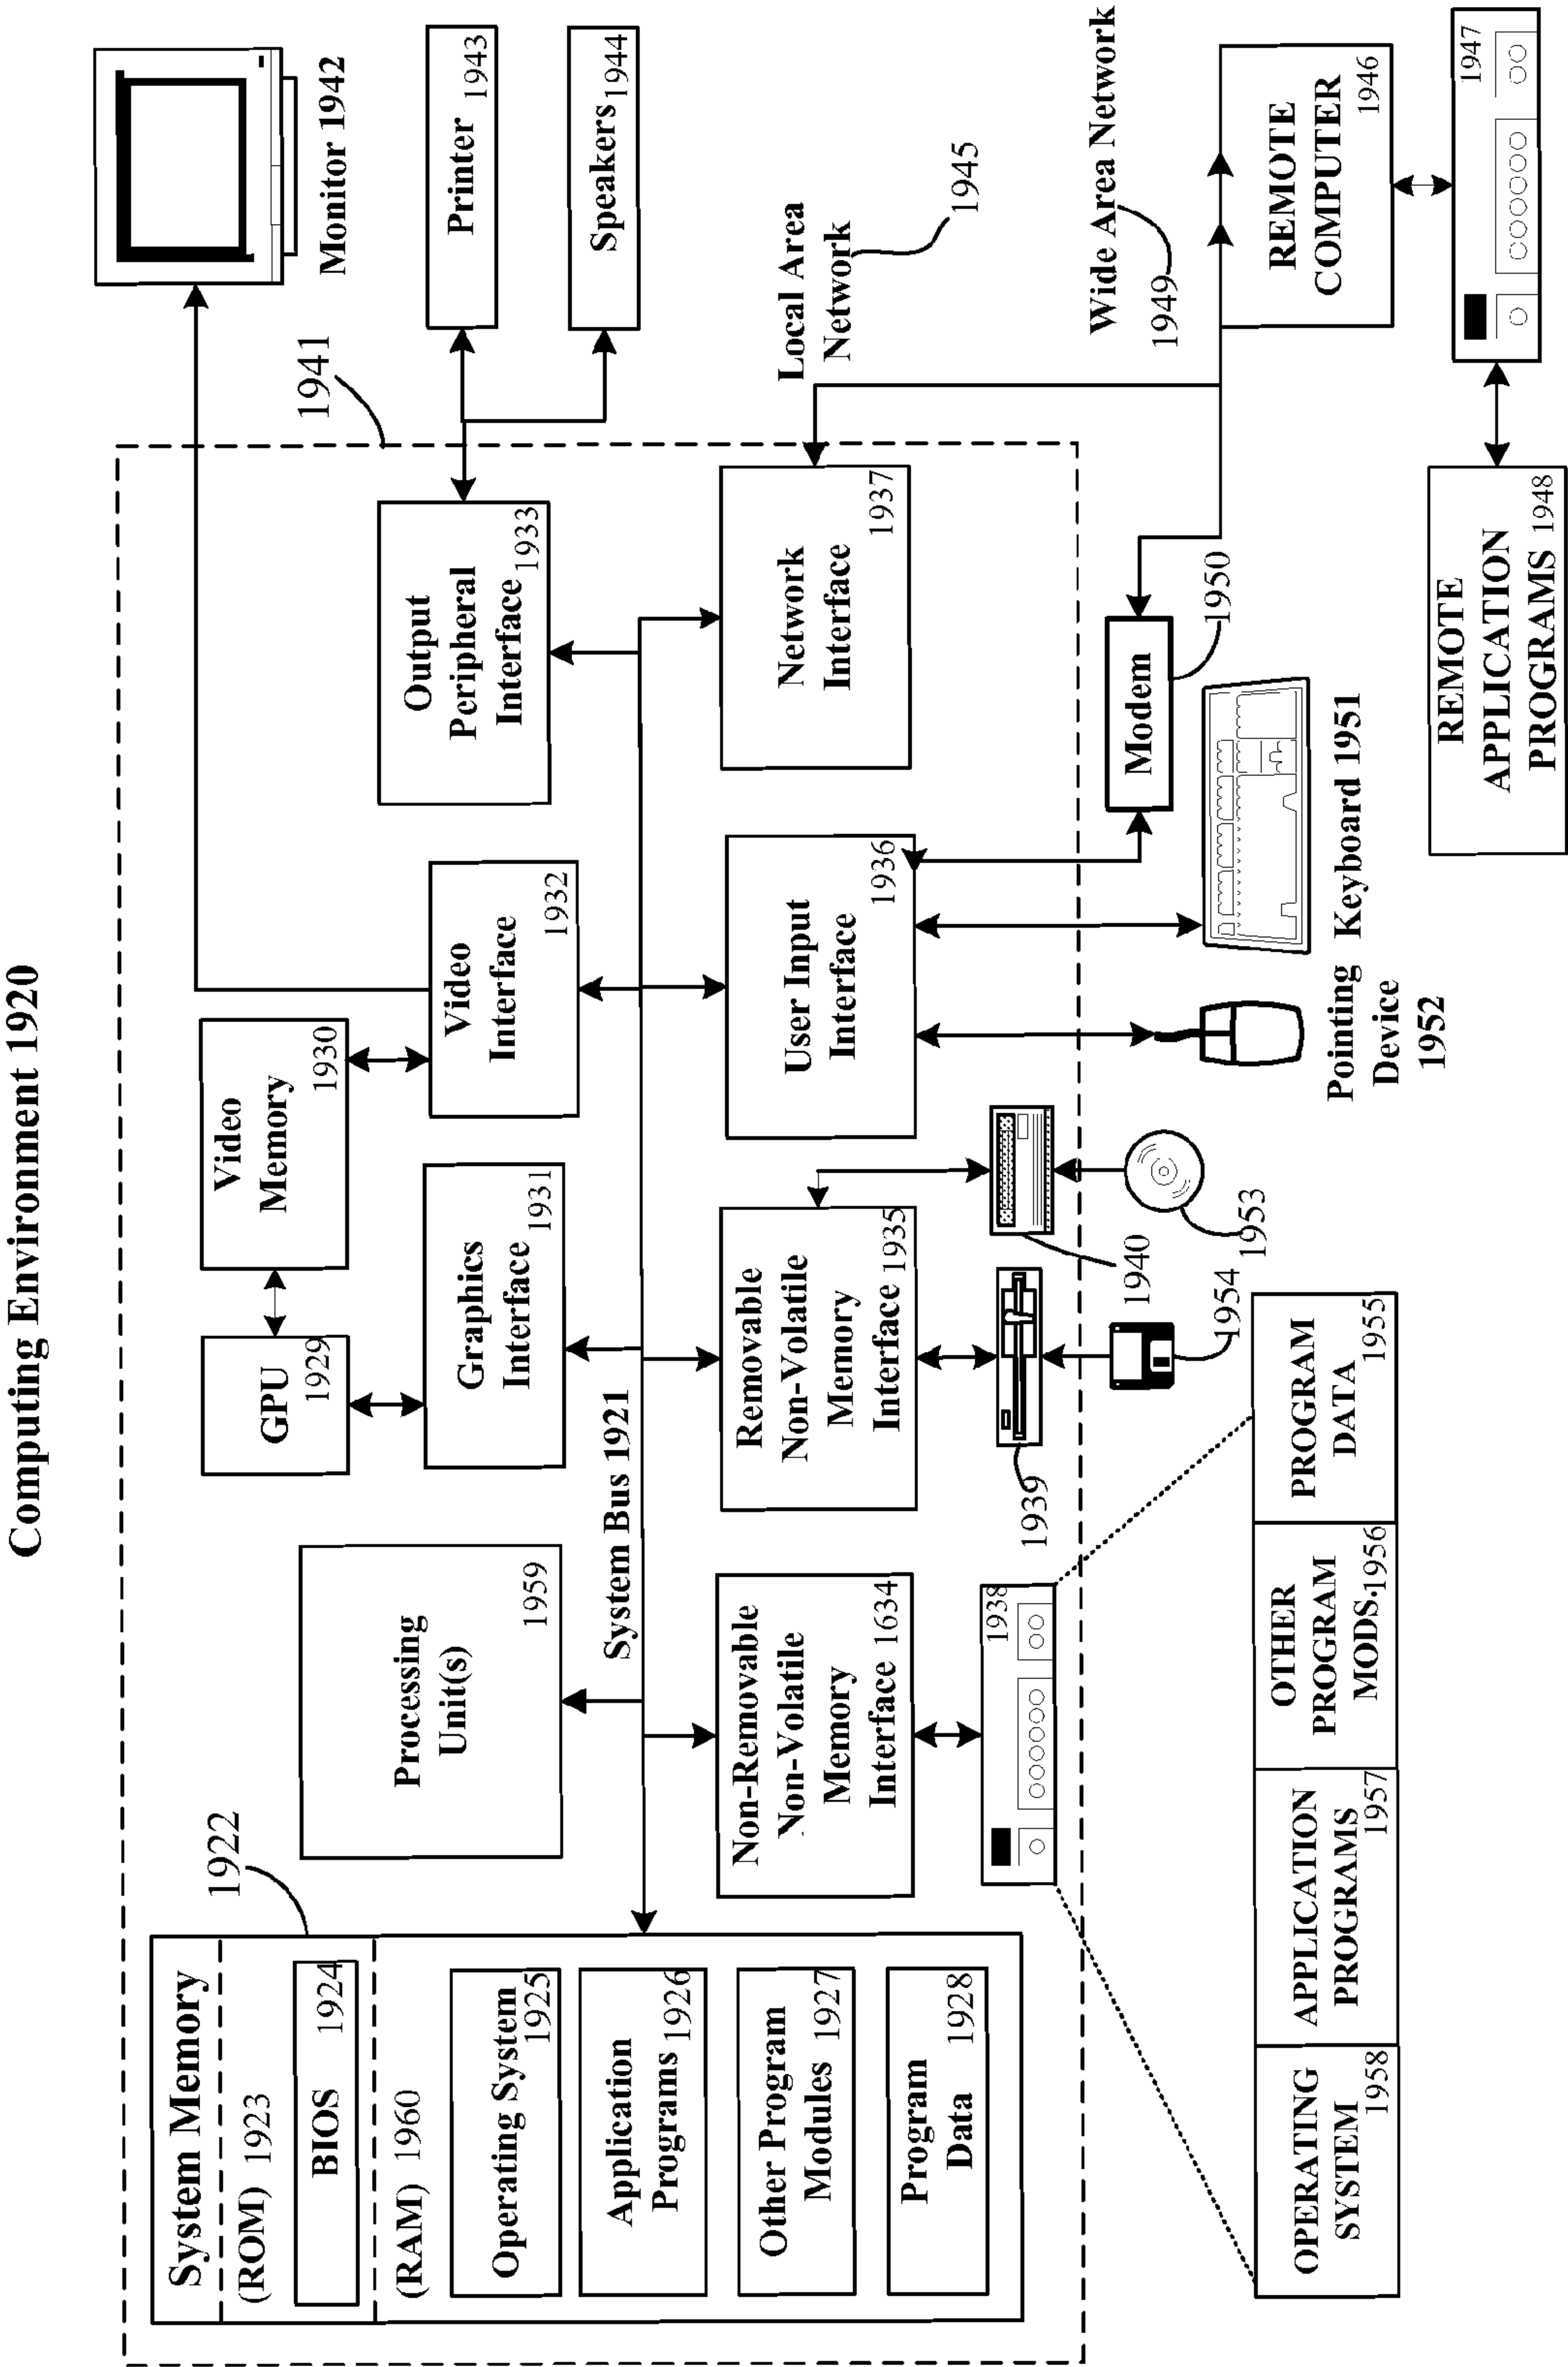 Computing Environment 1920
1922
System Memory
(ROM) 1923
BIOS 1924
(RAM) 1960
Operating System
1925
Application
Programs 1926
Other Program
Modules 1927
Program
Data 1928
Processing
Unit(s)
1959
GPU
1929
Video
Memory
1930
Graphics
Interface
1931
Video
Interface
1932
Output
Peripheral
Interface
1933
1941
Monitor 1942
Printer
1943
Speakers
1944
System Bus 1921
Non-Removable
Non-Volatile
Memory
Interface 1634
Removable
Non-Volatile
Memory
Interface 1935
User Input
Interface
1936
Network
Interface
1937
Local Area
Network
1945
1938
1939
1940
1954
1953
Modem
1950
Wide Area Network
1949
Pointing
Device
1952
Keyboard 1951
REMOTE
COMPUTER
1946
1947
REMOTE
APPLICATION
PROGRAMS 1948
OPERATING
SYSTEM
1958
APPLICATION
PROGRAMS
1957
OTHER
PROGRAM
MODS.1956
PROGRAM
DATA
1955